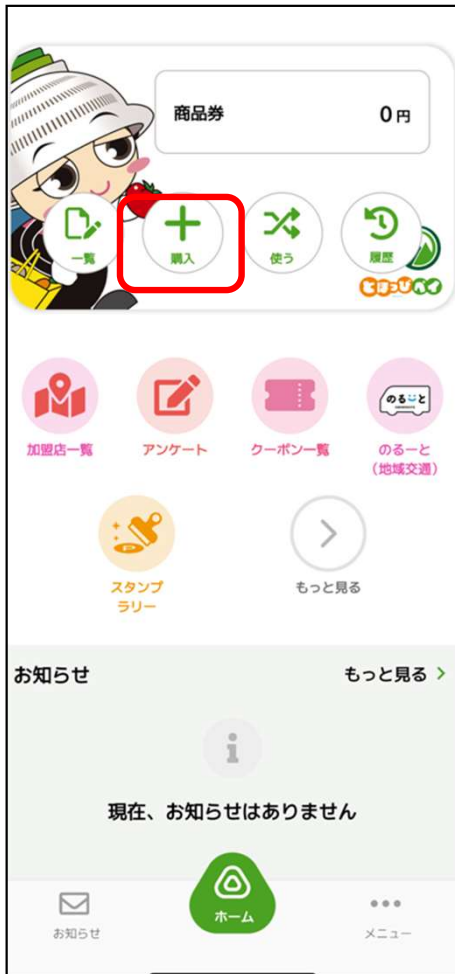 商品券 0円
一覧 購入 使う 履歴
とほっぴペイ
加盟店一覧 アンケート クーポン一覧 のるーと
のるーと
(地域交通)
スタンプ もっと見る
ラリー
お知らせ もっと見る
現在、お知らせはありません
ホーム
お知らせ メニュー